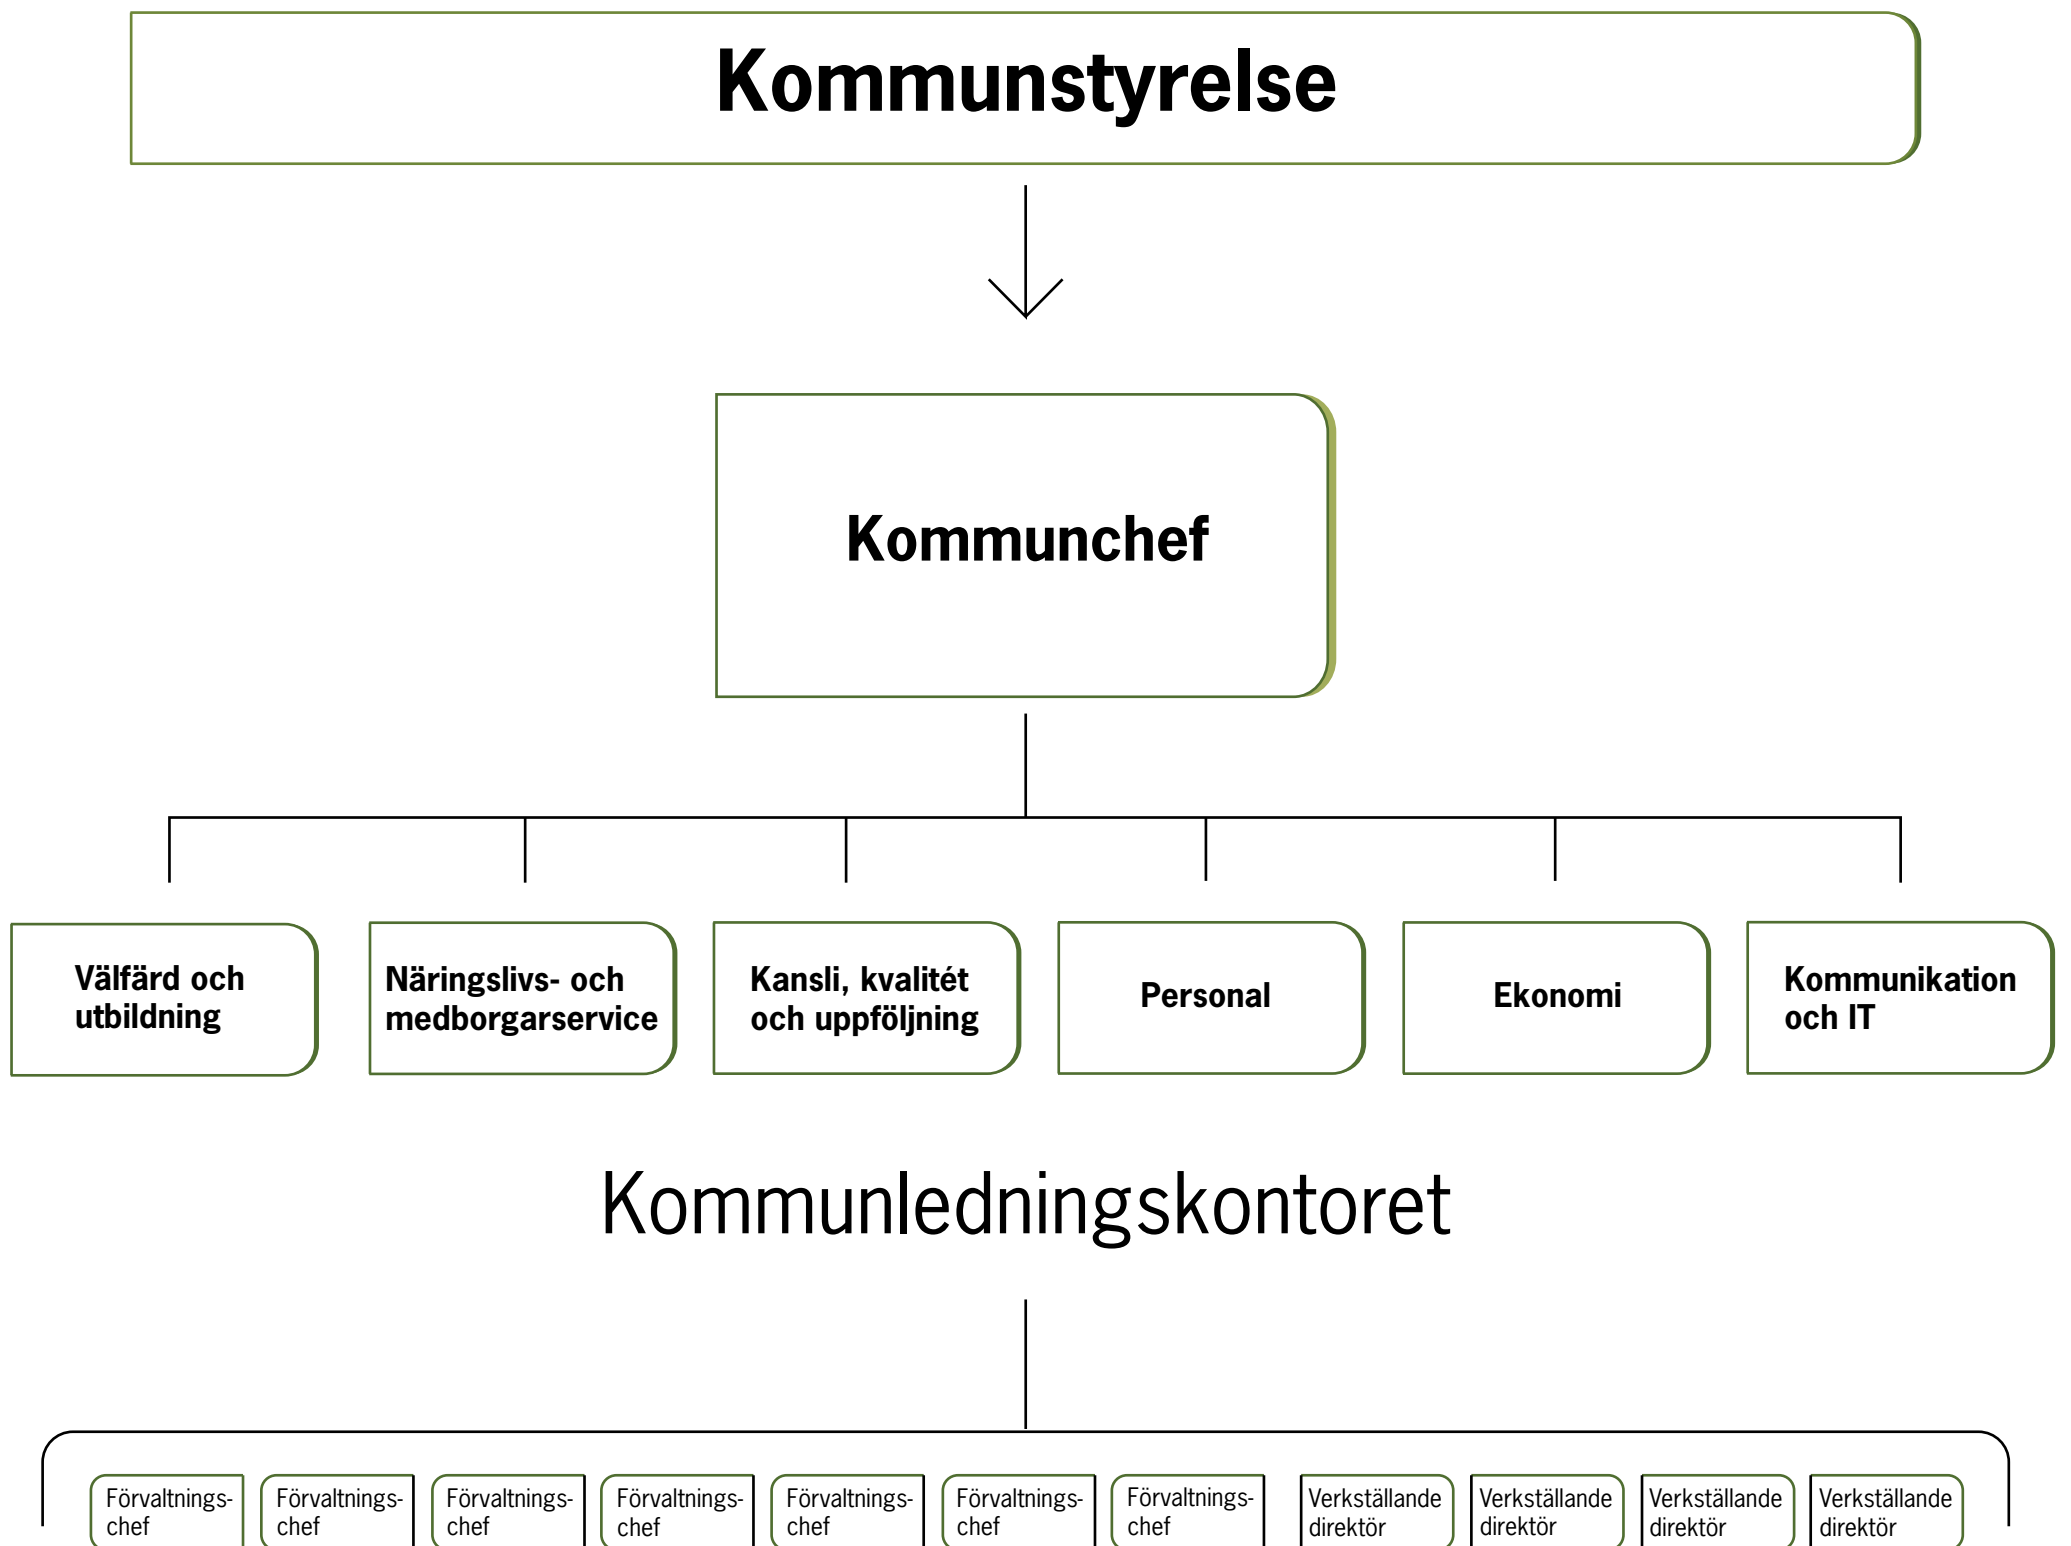 Kommunstyrelse
Kommunchef
Välfärd och
utbildning
Näringslivs- och
medborgarservice
Kansli, kvalitét
och uppföljning
Personal
Ekonomi
Kommunikation
och IT
Kommunledningskontoret
Förvaltnings-
chef
Förvaltnings-
chef
Förvaltnings-
chef
Förvaltnings-
chef
Förvaltnings-
chef
Förvaltnings-
chef
Förvaltnings-
chef
Verkställande
direktör
Verkställande
direktör
Verkställande
direktör
Verkställande
direktör